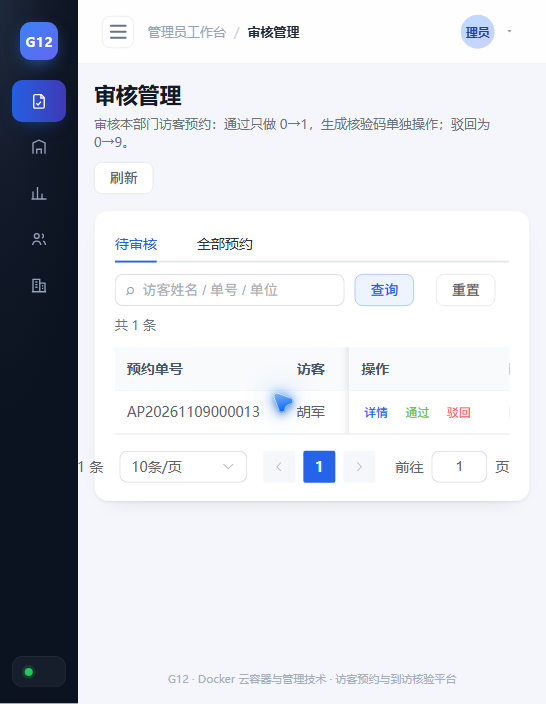 G12
管理员工作台 / 审核管理
理员
审核管理
审核本部门访客预约：通过只做 0→1，生成核验码单独操作；驳回为
0→9。
刷新
待审核 全部预约
访客姓名 / 单号 / 单位 查询 重置
共 1 条
预约单号 访客 操作
AP20261109000013 胡军 详情 通过 驳回
1 条 10条/页 1 前往 1 页
G12 · Docker 云容器与管理技术 · 访客预约与到访核验平台